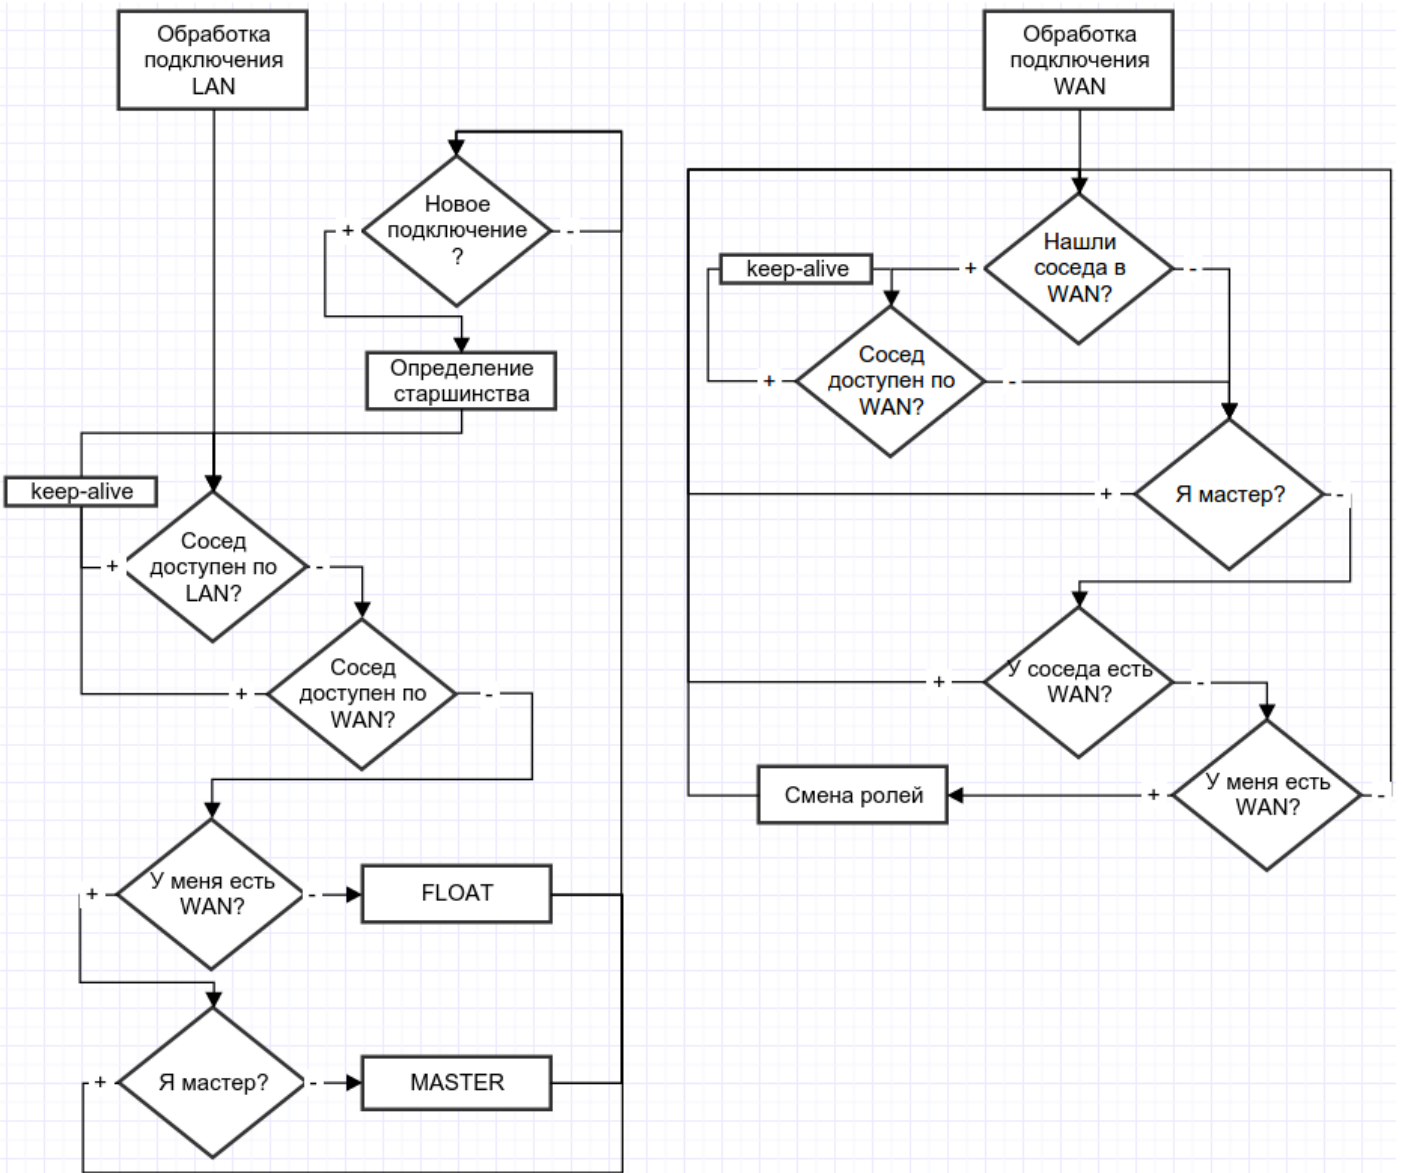 Обработка
подключения
LAN
Новое
подключение
?
+
-
Определение
старшинства
keep-alive
Сосед
доступен по
LAN?
+
-
Сосед
доступен по
WAN?
+
-
У меня есть
WAN?
+
-
FLOAT
Я мастер?
+
-
MASTER
Обработка
подключения
WAN
Нашли
соседа в
WAN?
+
-
keep-alive
Сосед
доступен по
WAN?
+
-
Я мастер?
+
-
У соседа есть
WAN?
+
-
У меня есть
WAN?
+
-
Смена ролей